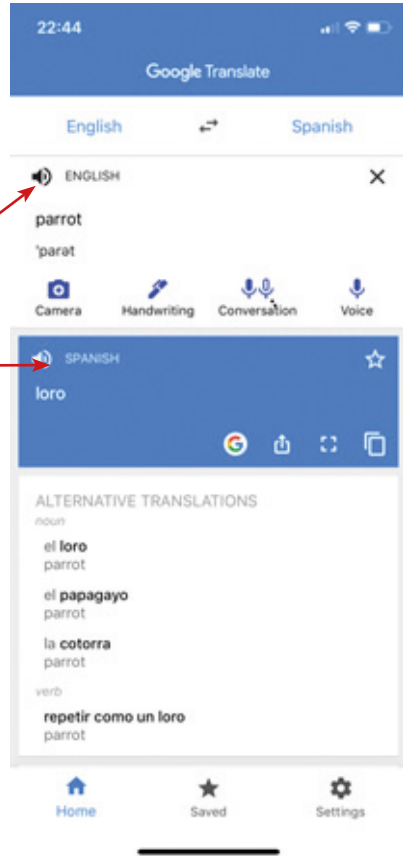 22:44
Google Translate
English Spanish
ENGLISH
parrot
'parət
Camera Handwriting Conversation Voice
SPANISH
loro
ALTERNATIVE TRANSLATIONS
noun
el loro
parrot
el papagayo
parrot
la cotorra
parrot
verb
repetir como un loro
parrot
Home Saved Settings